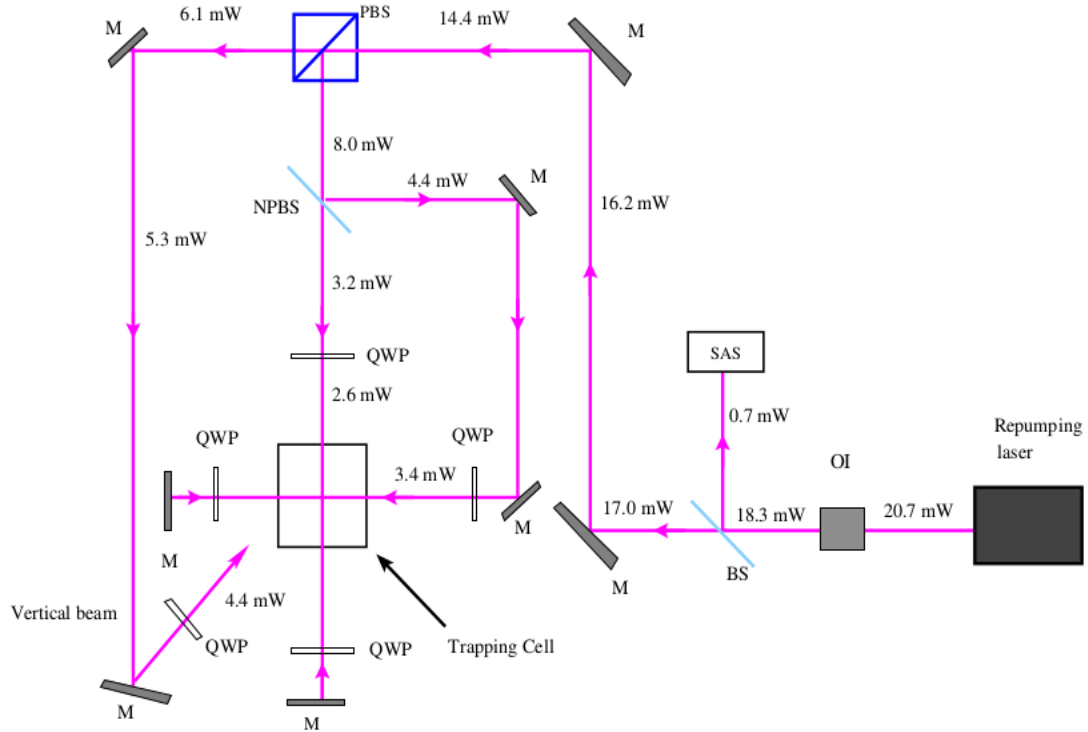 6.1 mW
PBS
14.4 mW
M
M
8.0 mW
4.4 mW
M
NPBS
16.2 mW
5.3 mW
3.2 mW
QWP
SAS
2.6 mW
0.7 mW
QWP
QWP
Repumping
laser
OI
3.4 mW
17.0 mW
18.3 mW
20.7 mW
M
M
BS
M
4.4 mW
Vertical beam
QWP
QWP
Trapping Cell
M
M